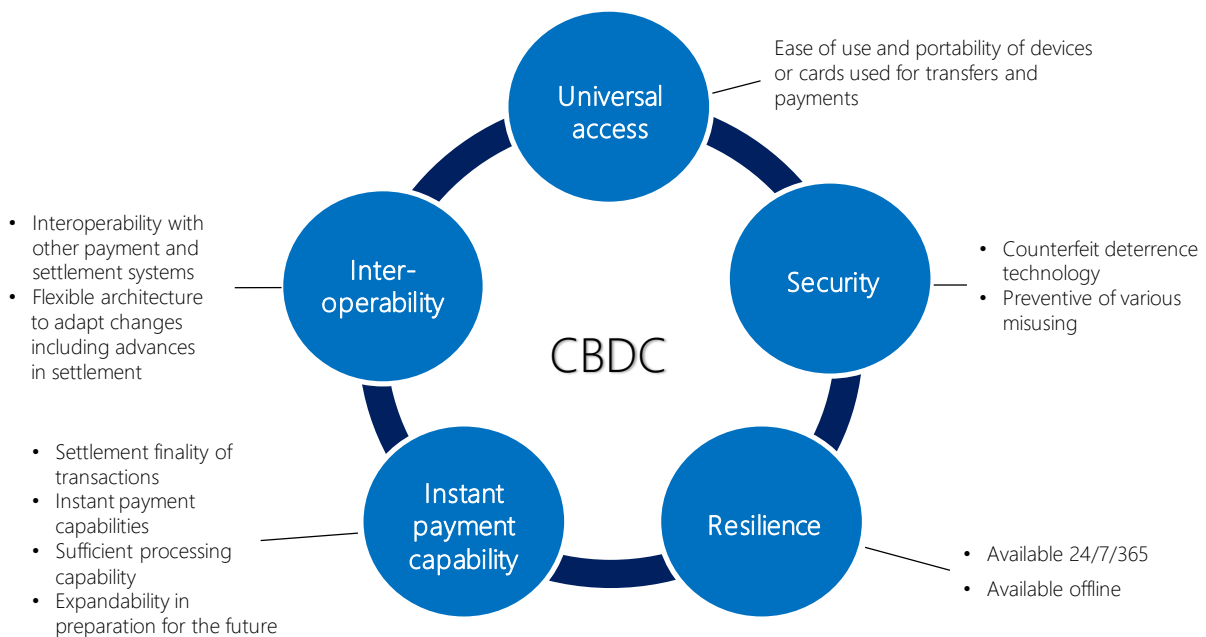 Universal
access
Ease of use and portability of devices
or cards used for transfers and
payments
Security
• Counterfeit deterrence
technology
• Preventive of various
misusing
Resilience
• Available 24/7/365
• Available offline
Instant
payment
capability
• Settlement finality of
transactions
• Instant payment
capabilities
• Sufficient processing
capability
• Expandability in
preparation for the future
Inter-
operability
• Interoperability with
other payment and
settlement systems
• Flexible architecture
to adapt changes
including advances
in settlement
CBDC